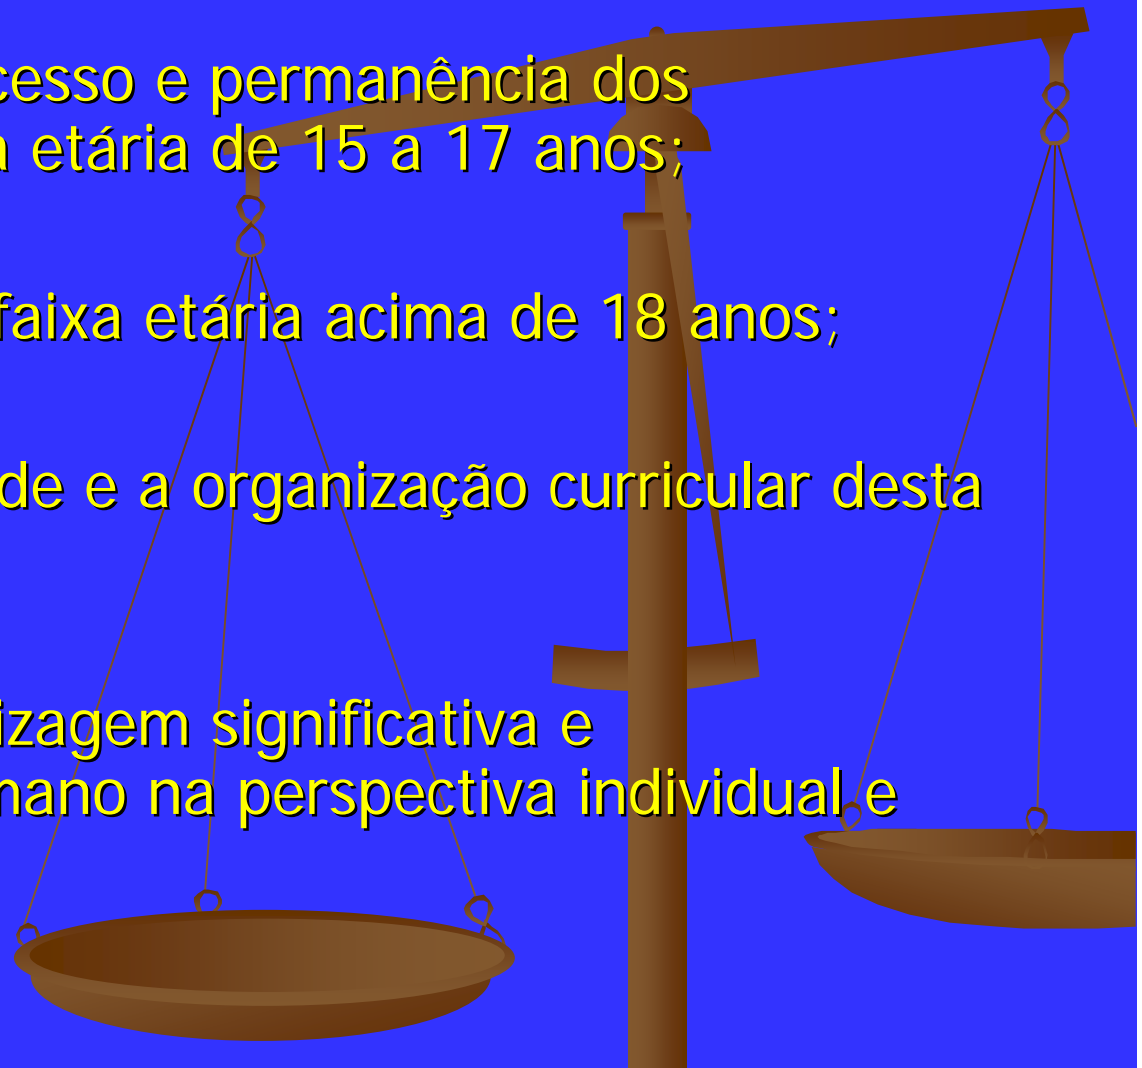 cesso e permanência dos
a etária de 15 a 17 anos;
faixa etária acima de 18 anos;
de e a organização curricular desta
izagem significativa e
mano na perspectiva individual e